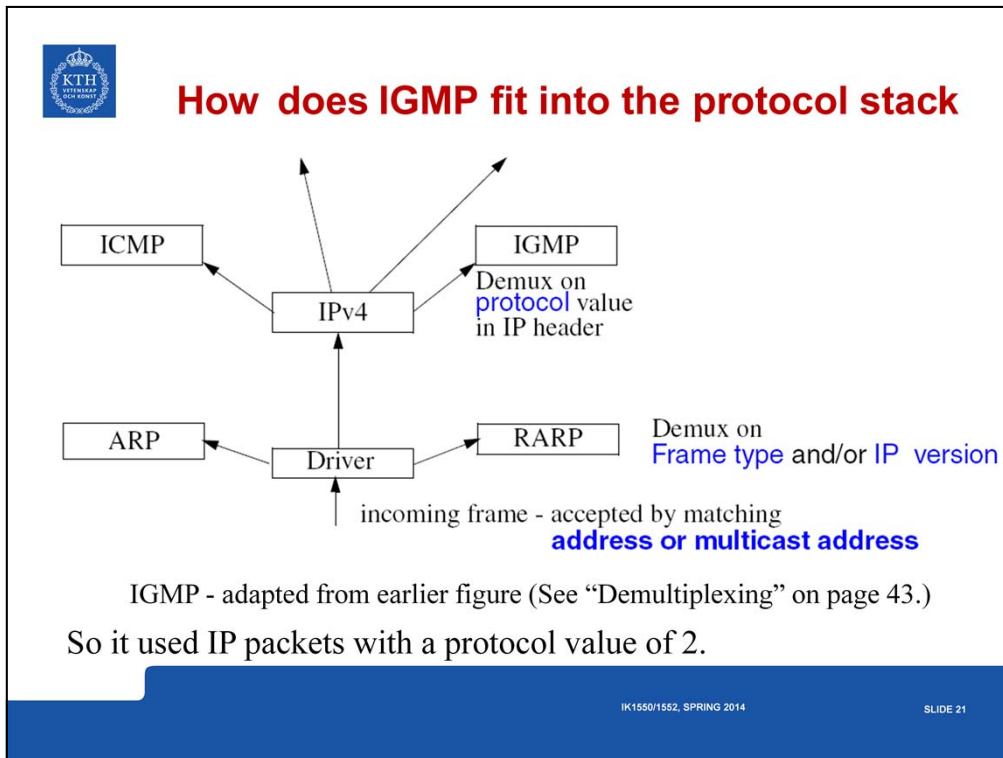 KTH
VETENSKAP
OCH KONST
How does IGMP fit into the protocol stack
ICMP
IGMP
IPv4
Demux on
protocol value
in IP header
ARP
Driver
RARP
Demux on
Frame type and/or IP version
incoming frame - accepted by matching
address or multicast address
IGMP - adapted from earlier figure (See “Demultiplexing” on page 43.)
So it used IP packets with a protocol value of 2.
IK1550/1552, SPRING 2014
SLIDE 21